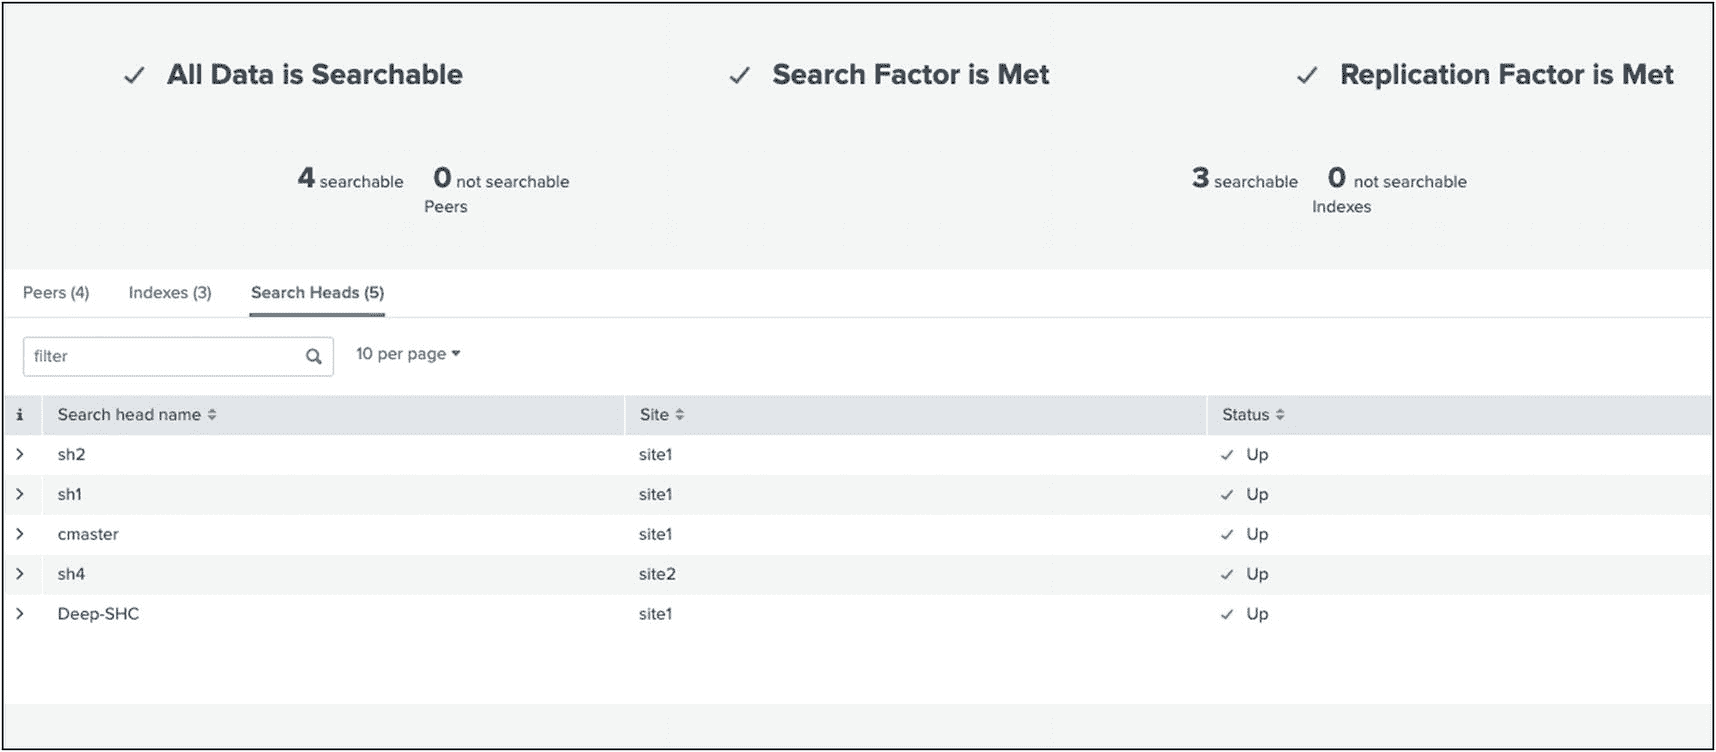 All Data is Searchable Search Factor is Met Replication Factor is Met
4 searchable 0 not searchable 3 searchable 0 not searchable
Peers Indexes
Peers (4) Indexes (3) Search Heads (5)
filter 10 per page
i Search head name Site Status
sh2 site1 Up
sh1 site1 Up
cmaster site1 Up
sh4 site2 Up
Deep-SHC site1 Up